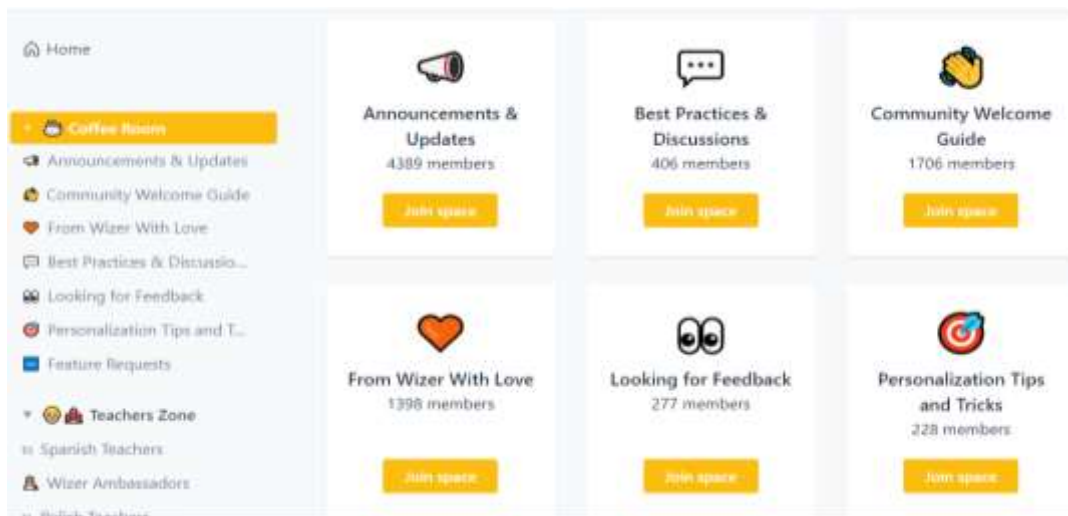 Home
Coffee Room
Announcements & Updates
Community Welcome Guide
From Wizer With Love
Best Practices & Discussio...
Looking for Feedback
Personalization Tips and T...
Feature Requests
Teachers Zone
Spanish Teachers
Wizer Ambassadors
Polish Teachers
Announcements &
Updates
4389 members
Join space
Best Practices &
Discussions
406 members
Join space
Community Welcome
Guide
1706 members
Join space
From Wizer With Love
1398 members
Join space
Looking for Feedback
277 members
Join space
Personalization Tips
and Tricks
228 members
Join space